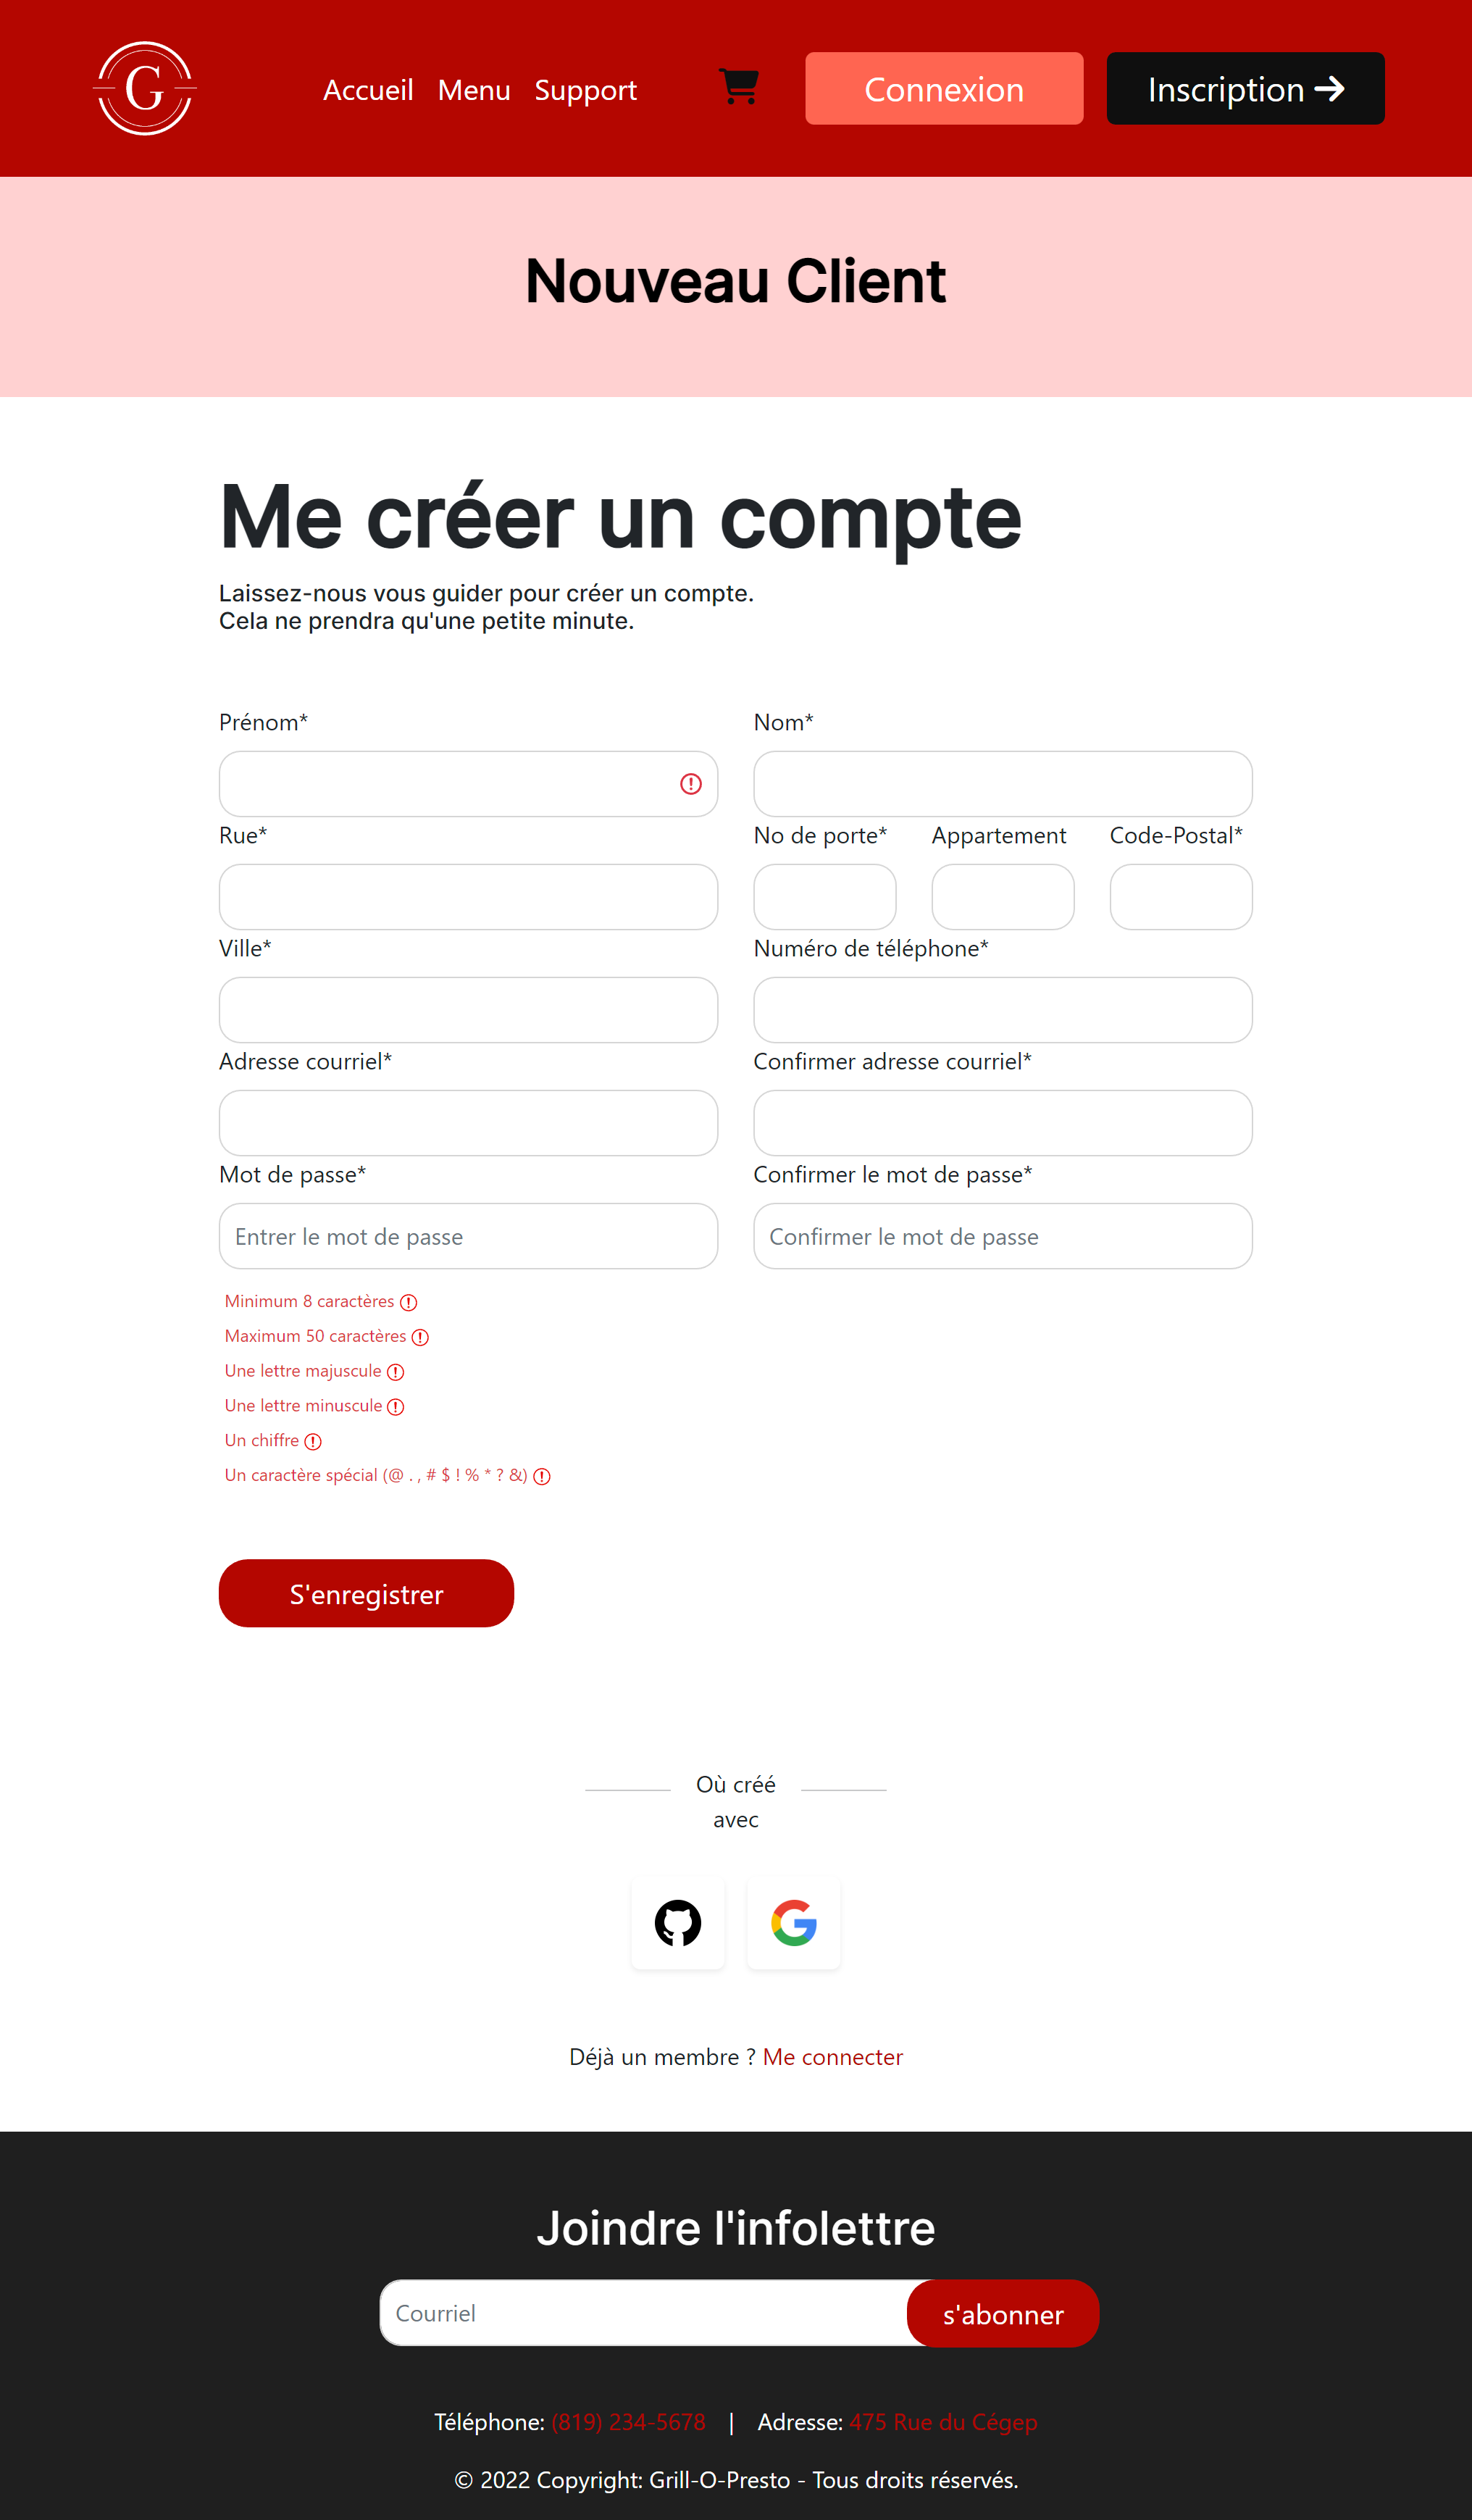 G
Accueil Menu Support Connexion Inscription
Nouveau Client
Me créer un compte
Laissez-nous vous guider pour créer un compte.
Cela ne prendra qu'une petite minute.
Prénom* Nom*
Rue* No de porte* Appartement Code-Postal*
Ville* Numéro de téléphone*
Adresse courriel* Confirmer adresse courriel*
Mot de passe* Confirmer le mot de passe*
Entrer le mot de passe Confirmer le mot de passe
Minimum 8 caractères
Maximum 50 caractères
Une lettre majuscule
Une lettre minuscule
Un chiffre
Un caractère spécial (@ . , # $ ! % * ? &)
S'enregistrer
Où créé
avec
Déjà un membre ? Me connecter
Joindre l'infolettre
Courriel s'abonner
Téléphone: (819) 234-5678 | Adresse: 475 Rue du Cégep
© 2022 Copyright: Grill-O-Presto - Tous droits réservés.